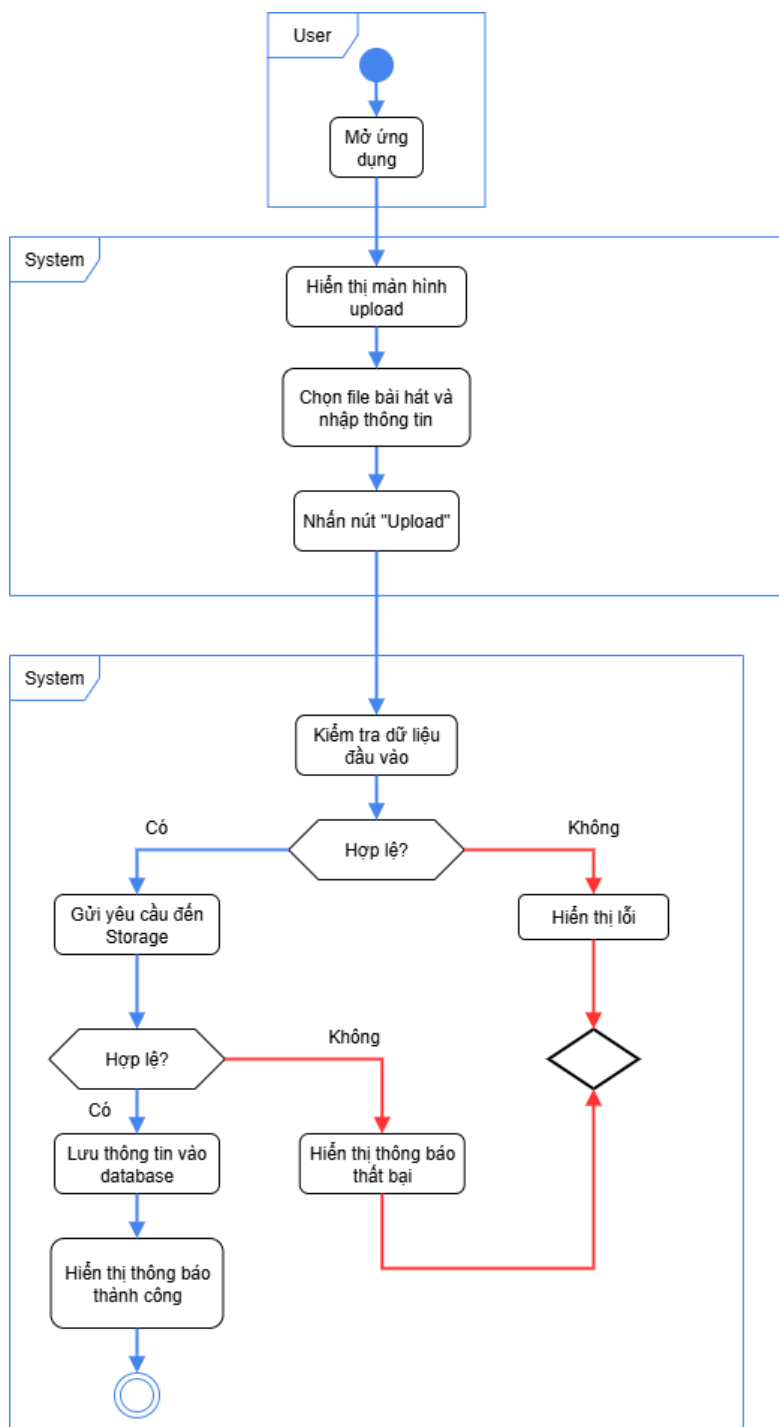 User
Mở ứng
dụng
System
Hiển thị màn hình
upload
Chọn file bài hát và
nhập thông tin
Nhấn nút "Upload"
System
Kiểm tra dữ liệu
đầu vào
Có
Hợp lệ?
Không
Gửi yêu cầu đến
Storage
Hiển thị lỗi
Hợp lệ?
Không
Có
Lưu thông tin vào
database
Hiển thị thông báo
thất bại
Hiển thị thông báo
thành công